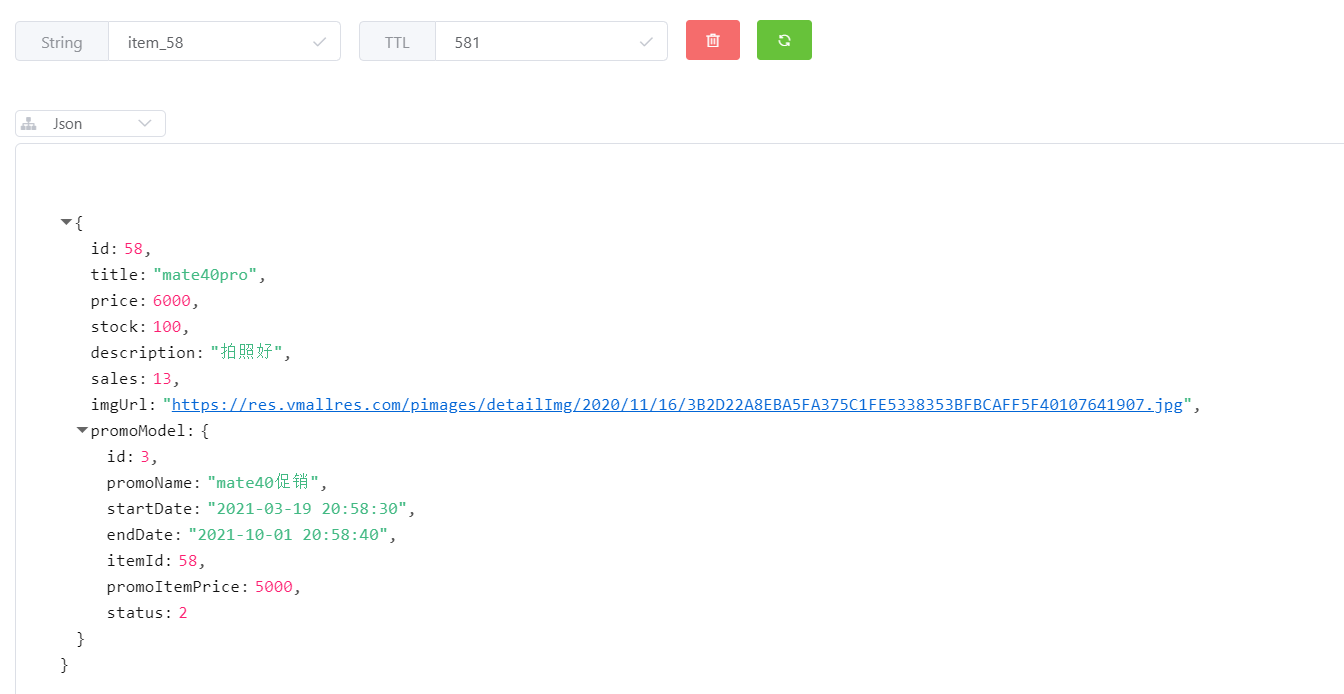 String item_58 TTL 581
Json
{
id: 58,
title: "mate40pro",
price: 6000,
stock: 100,
description: "拍照好",
sales: 13,
imgUrl: "https://res.vmallres.com/pimages/detailImg/2020/11/16/3B2D22A8EBA5FA375C1FE5338353BFBCAFF5F40107641907.jpg",
promoModel: {
id: 3,
promoName: "mate40促销",
startDate: "2021-03-19 20:58:30",
endDate: "2021-10-01 20:58:40",
itemId: 58,
promoItemPrice: 5000,
status: 2
}
}